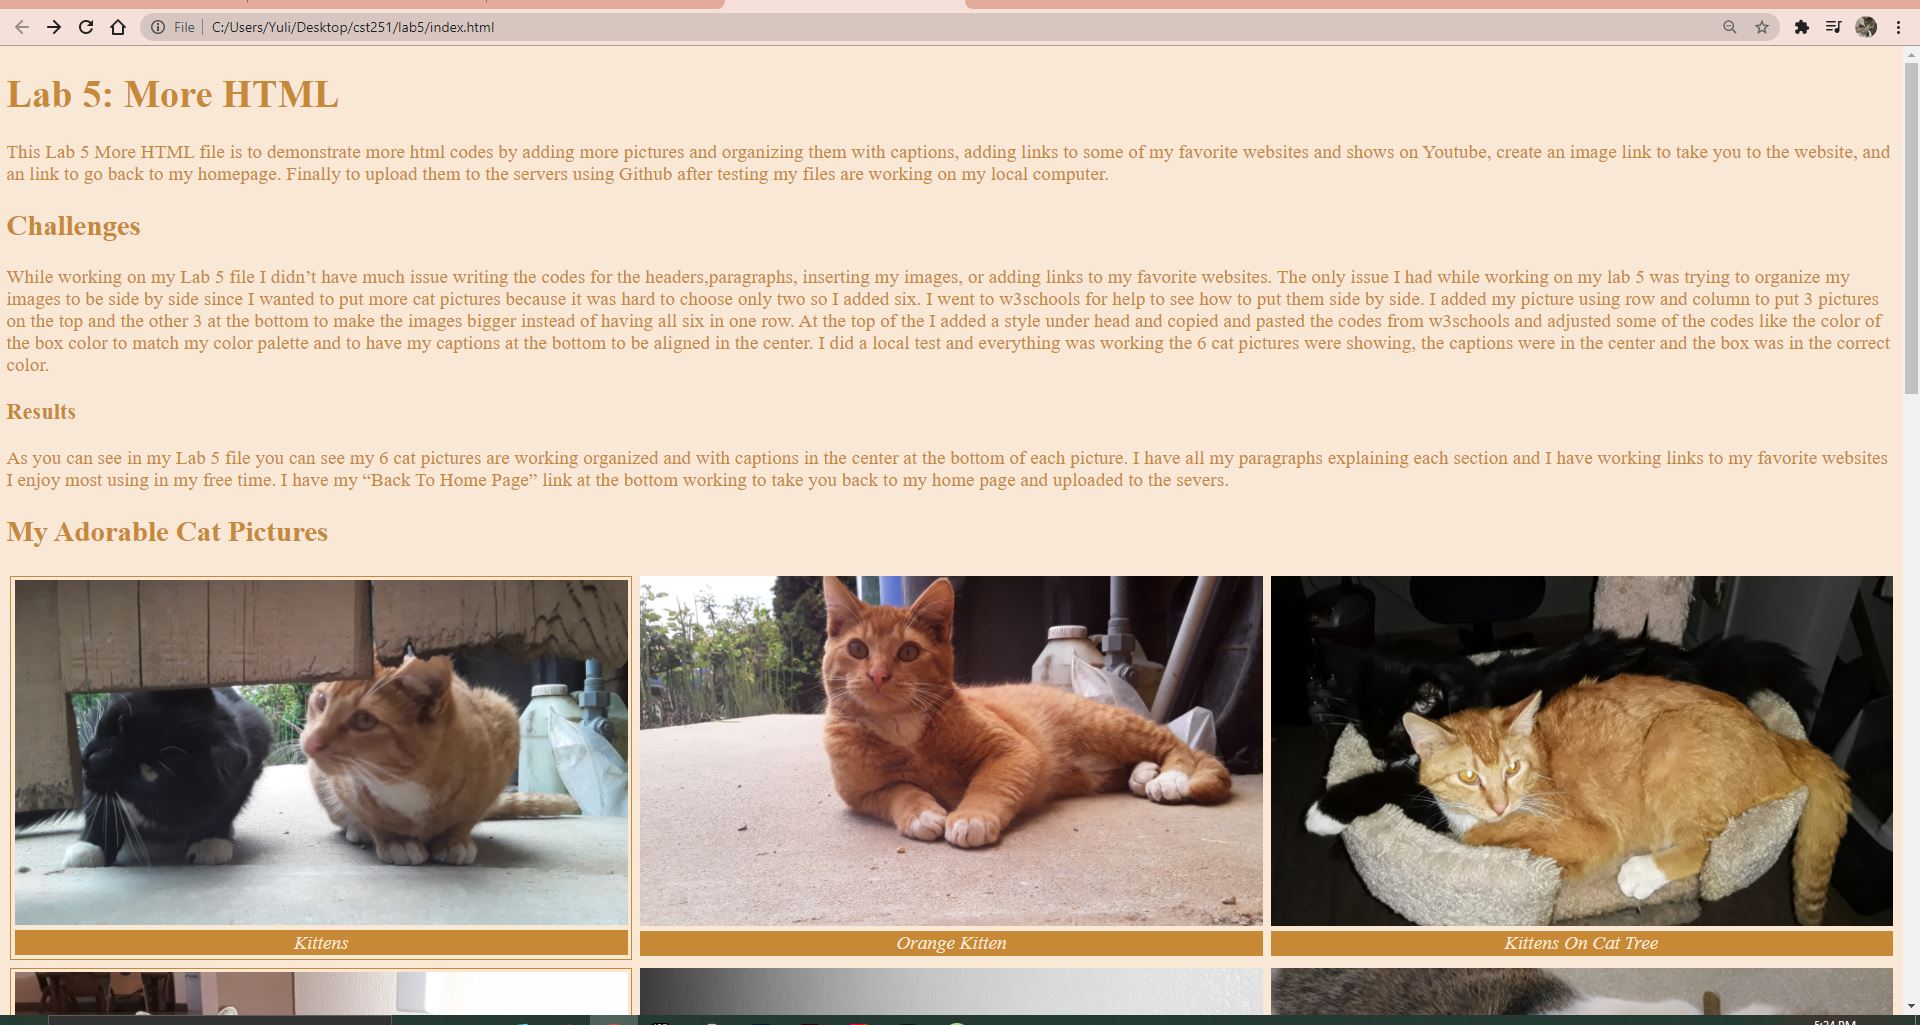 File
C:/Users/Yuli/Desktop/cst251/lab5/index.html
Lab 5: More HTML
This Lab 5 More HTML file is to demonstrate more html codes by adding more pictures and organizing them with captions, adding links to some of my favorite websites and shows on Youtube, create an image link to take you to the website, and
an link to go back to my homepage. Finally to upload them to the servers using Github after testing my files are working on my local computer.
Challenges
While working on my Lab 5 file I didn’t have much issue writing the codes for the headers,paragraphs, inserting my images, or adding links to my favorite websites. The only issue I had while working on my lab 5 was trying to organize my
images to be side by side since I wanted to put more cat pictures because it was hard to choose only two so I added six. I went to w3schools for help to see how to put them side by side. I added my picture using row and column to put 3 pictures
on the top and the other 3 at the bottom to make the images bigger instead of having all six in one row. At the top of the I added a style under head and copied and pasted the codes from w3schools and adjusted some of the codes like the color of
the box color to match my color palette and to have my captions at the bottom to be aligned in the center. I did a local test and everything was working the 6 cat pictures were showing, the captions were in the center and the box was in the correct
color.
Results
As you can see in my Lab 5 file you can see my 6 cat pictures are working organized and with captions in the center at the bottom of each picture. I have all my paragraphs explaining each section and I have working links to my favorite websites
I enjoy most using in my free time. I have my “Back To Home Page” link at the bottom working to take you back to my home page and uploaded to the severs.
My Adorable Cat Pictures
Kittens
Orange Kitten
Kittens On Cat Tree